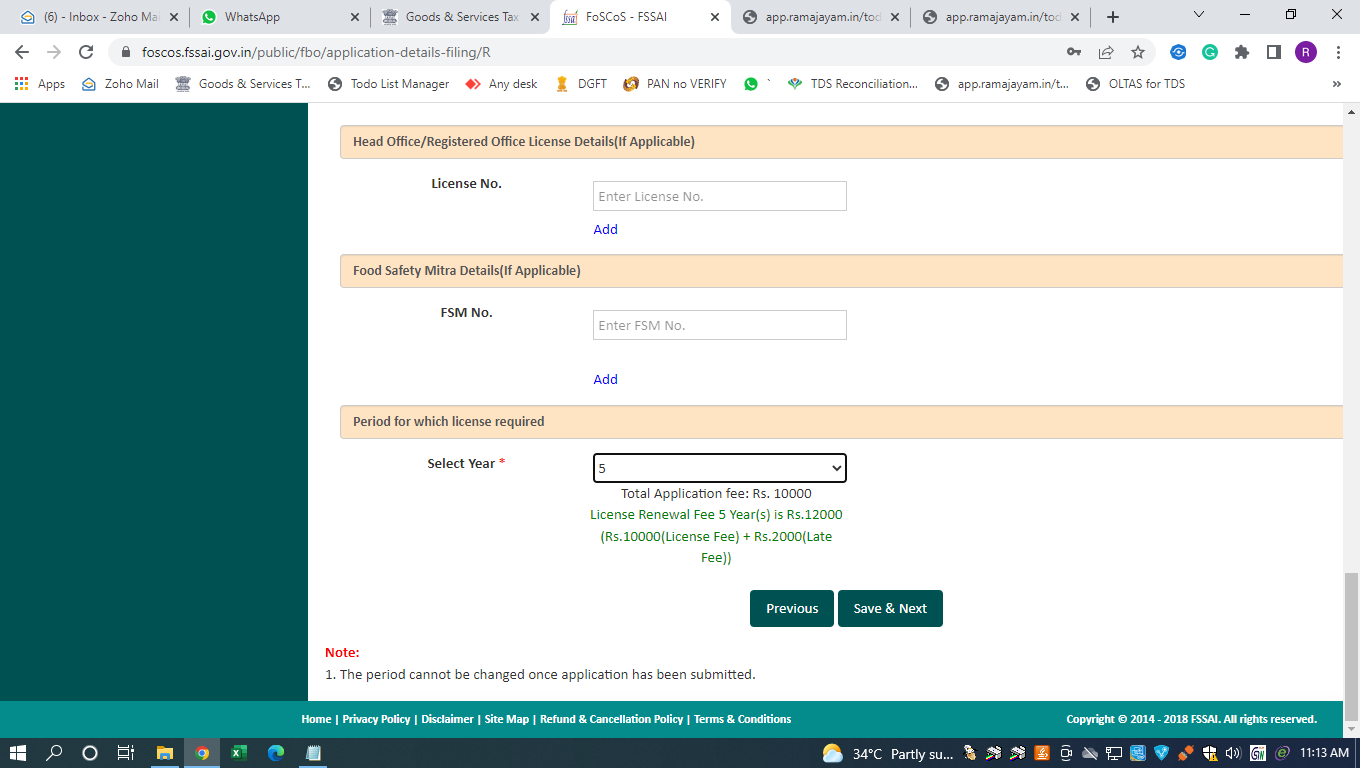 (6) - Inbox - Zoho Mai
WhatsApp
Goods & Services Tax
FoSCoS - FSSAI
app.ramajayam.in/tod
app.ramajayam.in/tod
foscos.fssai.gov.in/public/fbo/application-details-filing/R
R
Apps
Zoho Mail
Goods & Services T...
Todo List Manager
Any desk
DGFT
PAN no VERIFY
TDS Reconciliation...
app.ramajayam.in/t...
OLTAS for TDS
»
Head Office/Registered Office License Details(If Applicable)
License No.
Enter License No.
Add
Food Safety Mitra Details(If Applicable)
FSM No.
Enter FSM No.
Add
Period for which license required
Select Year *
5
Total Application fee: Rs. 10000
License Renewal Fee 5 Year(s) is Rs.12000
(Rs.10000(License Fee) + Rs.2000(Late
Fee))
Previous
Save & Next
Note:
1. The period cannot be changed once application has been submitted.
Home | Privacy Policy | Disclaimer | Site Map | Refund & Cancellation Policy | Terms & Conditions
Copyright © 2014 - 2018 FSSAI. All rights reserved.
34°C Partly su...
11:13 AM